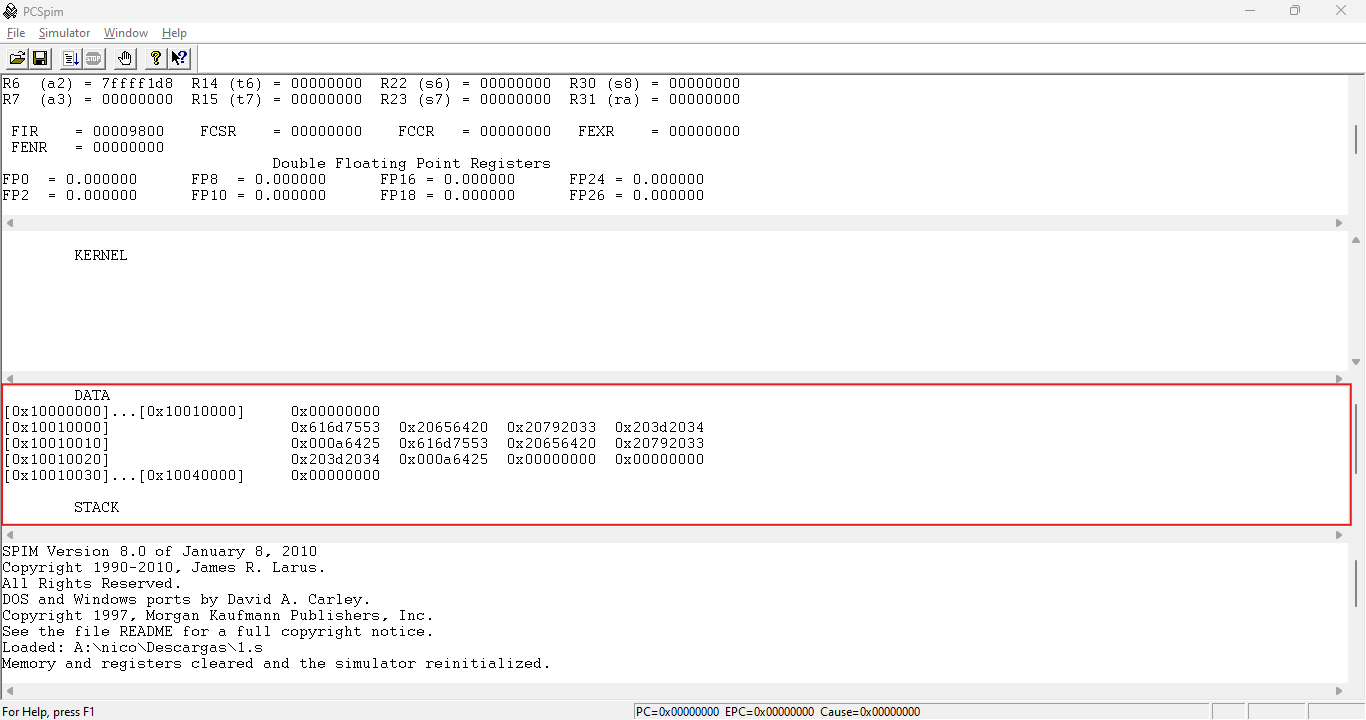 PCSpim
File Simulator Window Help
R6 (a2) = 7ffff1d8 R14 (t6) = 00000000 R22 (s6) = 00000000 R30 (s8) = 00000000
R7 (a3) = 00000000 R15 (t7) = 00000000 R23 (s7) = 00000000 R31 (ra) = 00000000
FIR = 00009800 FCSR = 00000000 FCCR = 00000000 FEXR = 00000000
FENR = 00000000
Double Floating Point Registers
FP0 = 0.000000 FP8 = 0.000000 FP16 = 0.000000 FP24 = 0.000000
FP2 = 0.000000 FP10 = 0.000000 FP18 = 0.000000 FP26 = 0.000000
KERNEL
DATA
[0x10000000]...[0x10010000] 0x00000000
[0x10010000] 0x616d7553 0x20656420 0x20792033 0x203d2034
[0x10010010] 0x000a6425 0x616d7553 0x20656420 0x20792033
[0x10010020] 0x203d2034 0x000a6425 0x00000000 0x00000000
[0x10010030]...[0x10040000] 0x00000000
STACK
SPIM Version 8.0 of January 8, 2010
Copyright 1990-2010, James R. Larus.
All Rights Reserved.
DOS and Windows ports by David A. Carley.
Copyright 1997, Morgan Kaufmann Publishers, Inc.
See the file README for a full copyright notice.
Loaded: A:\nico\Descargas\1.s
Memory and registers cleared and the simulator reinitialized.
For Help, press F1
PC=0x00000000 EPC=0x00000000 Cause=0x00000000